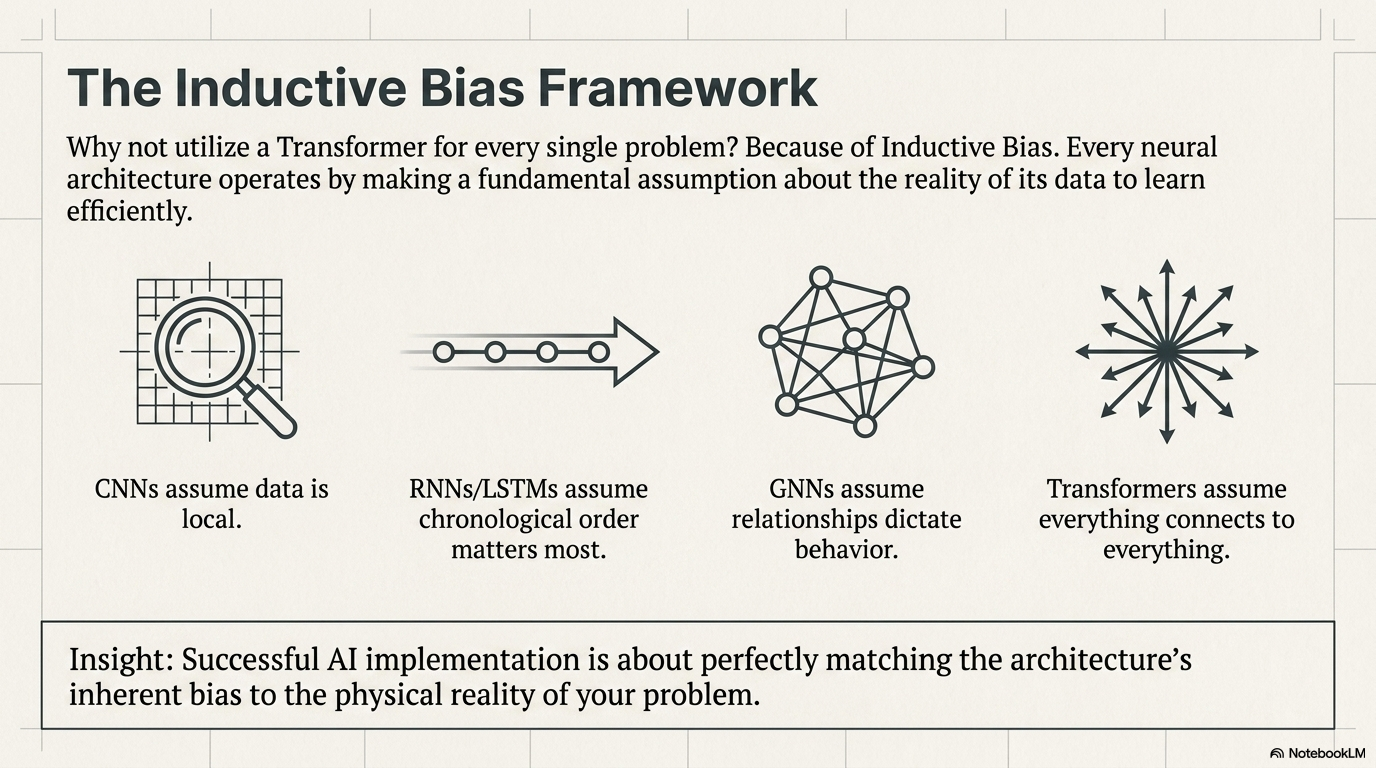 The Inductive Bias Framework
Why not utilize a Transformer for every single problem? Because of Inductive Bias. Every neural
architecture operates by making a fundamental assumption about the reality of its data to learn
efficiently.
CNNs assume data is
local.
RNNs/LSTMs assume
chronological order
matters most.
GNNs assume
relationships dictate
behavior.
Transformers assume
everything connects to
everything.
Insight: Successful AI implementation is about perfectly matching the architecture’s
inherent bias to the physical reality of your problem.
NotebookLM